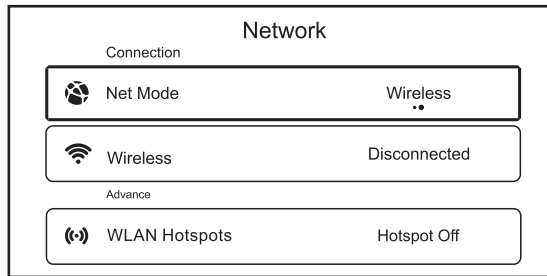 Network
Connection
Net Mode Wireless
Wireless Disconnected
Advance
WLAN Hotspots Hotspot Off